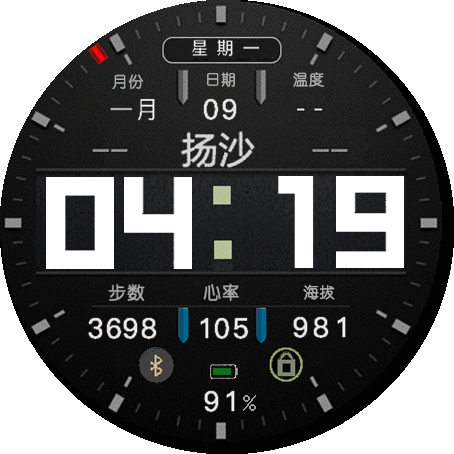 星期一
月份 日期 温度
一月 09 --
-- 扬沙 --
04:19
步数 心率 海拔
3698 105 981
91%